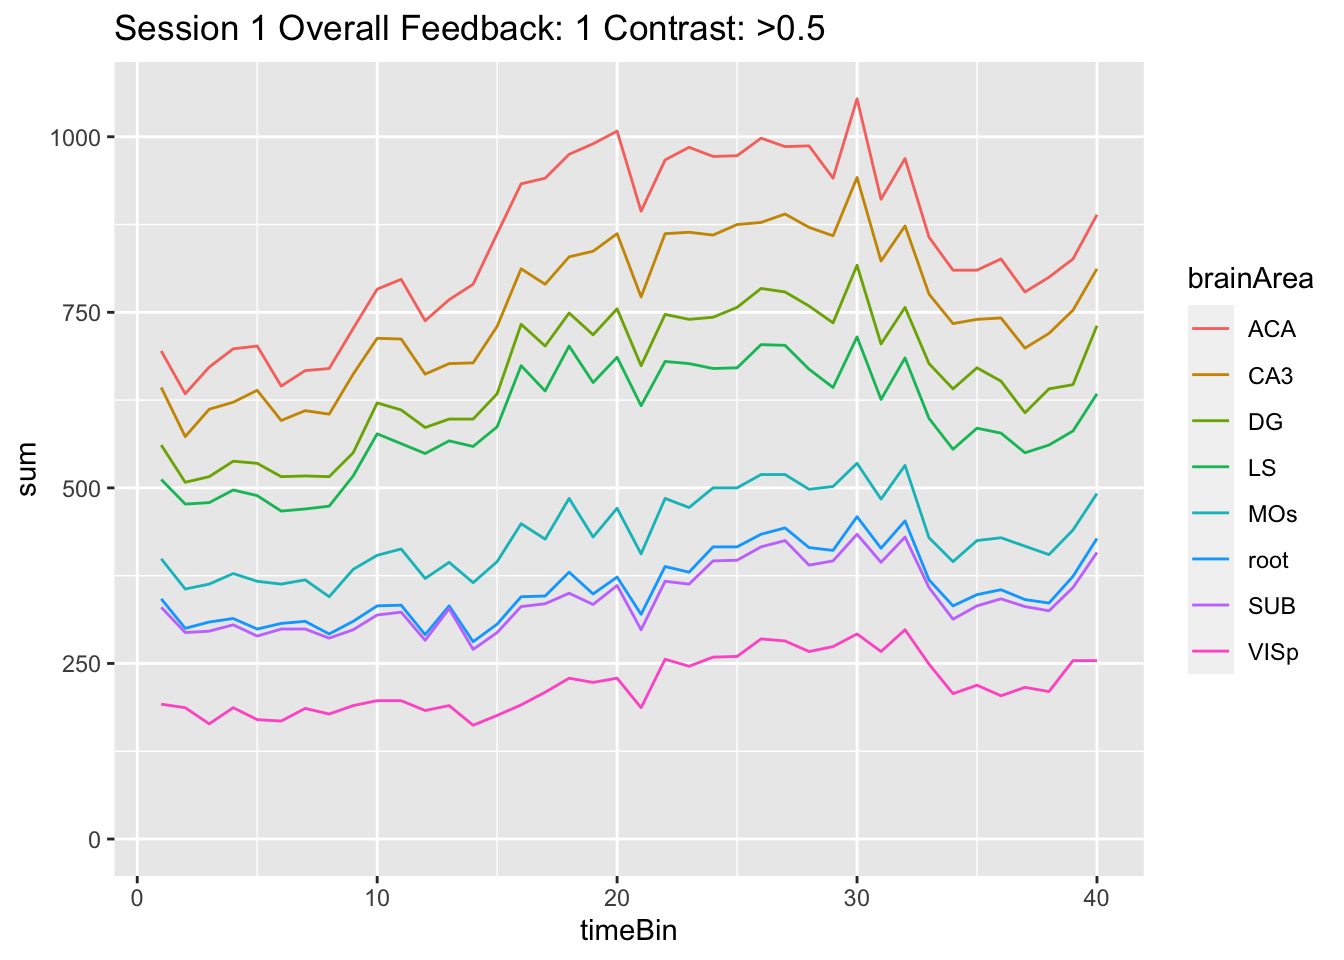 Session 1 Overall Feedback: 1 Contrast: >0.5
1000
750
500
250
0
sum
0 10 20 30 40
timeBin
brainArea
ACA
CA3
DG
LS
MOs
root
SUB
VISp